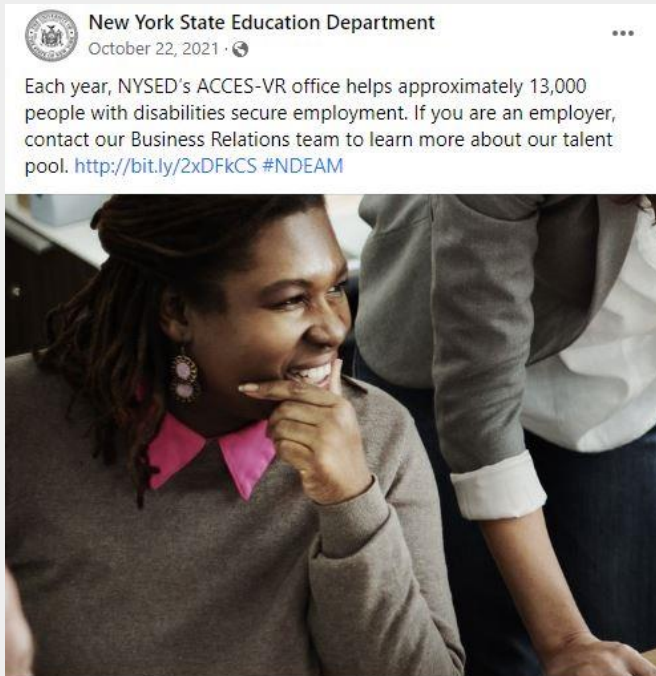 New York State Education Department
October 22, 2021 ·
Each year, NYSED's ACCES-VR office helps approximately 13,000
people with disabilities secure employment. If you are an employer,
contact our Business Relations team to learn more about our talent
pool. http://bit.ly/2xDFkCS #NDEAM